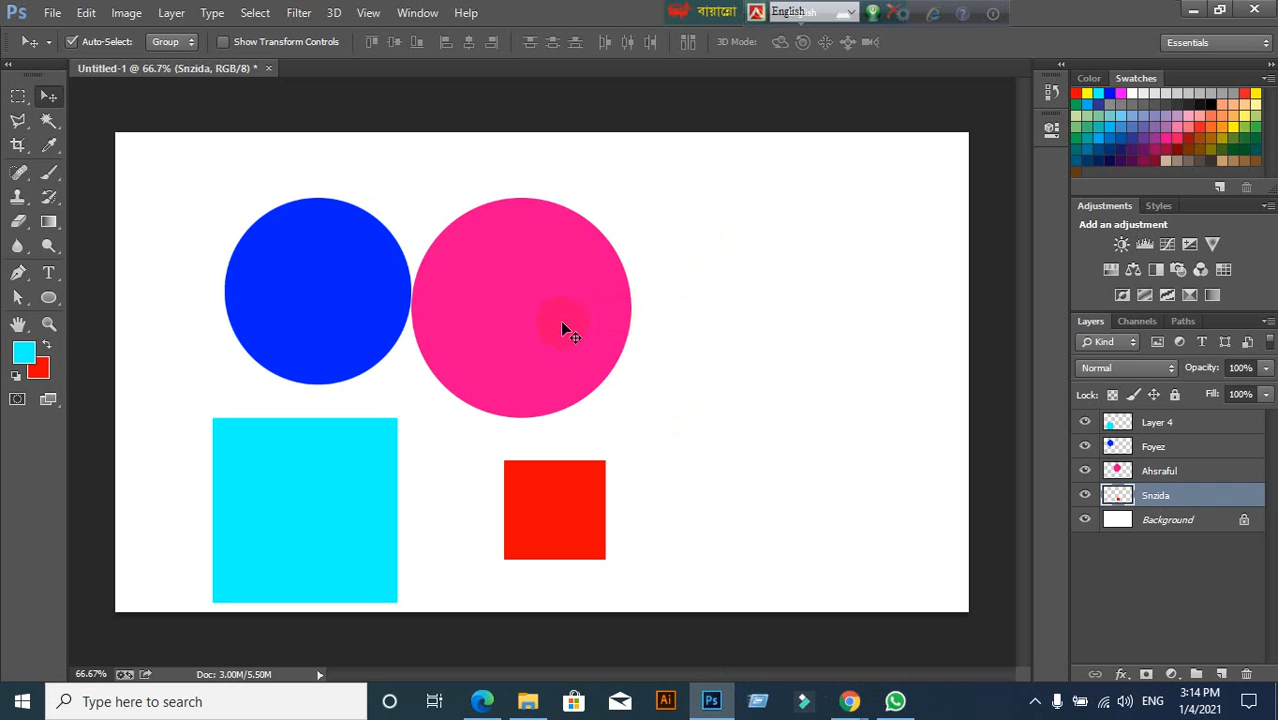 Ps File Edit Image Layer Type Select Filter 3D View Window Help
বায়ান্নো English
Auto-Select: Group Show Transform Controls 3D Mode: Essentials
Untitled-1 @ 66.7% (Snzida, RGB/8) * ×
Color Swatches
Adjustments Styles
Add an adjustment
Layers Channels Paths
Kind
Normal Opacity: 100%
Lock: Fill: 100%
Layer 4
Foyez
Ahsraful
Snzida
Background
66.67% Doc: 3.00M/5.50M
Type here to search Ai Ps ENG 3:14 PM
1/4/2021